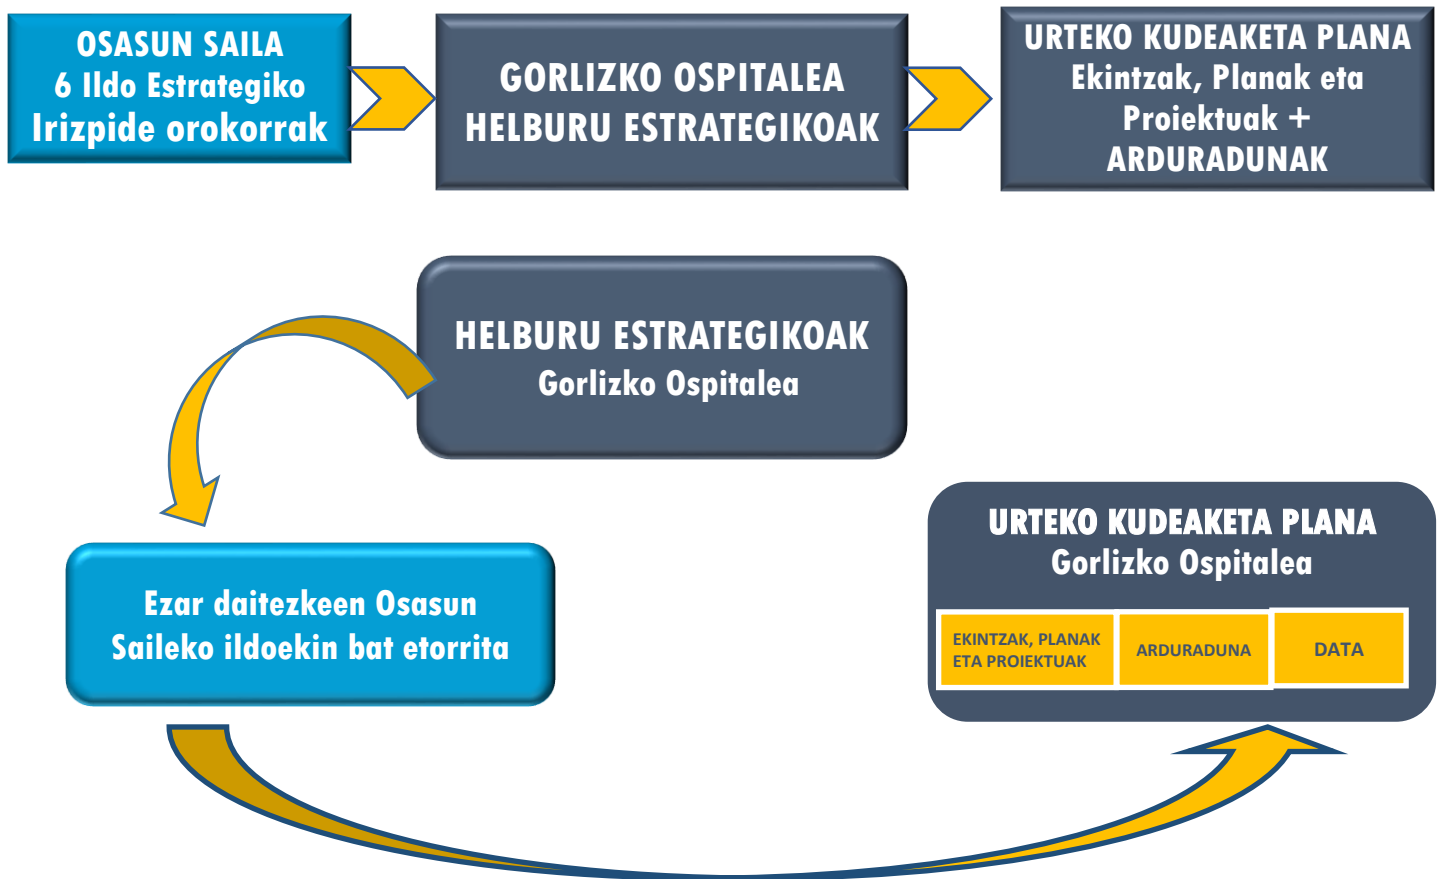 OSASUN SAILA
6 Ildo Estrategiko
Irizpide orokorrak
GORLIZKO OSPITALEA
HELBURU ESTRATEGIKOAK
URTEKO KUDEAKETA PLANA
Ekintzak, Planak eta
Proiektuak +
ARDURADUNAK
HELBURU ESTRATEGIKOAK
Gorlizko Ospitalea
Ezar daitezkeen Osasun
Saileko ildoekin bat etorrita
URTEKO KUDEAKETA PLANA
Gorlizko Ospitalea
EKINTZAK, PLANAK
ETA PROIEKTUAK
ARDURADUNA
DATA